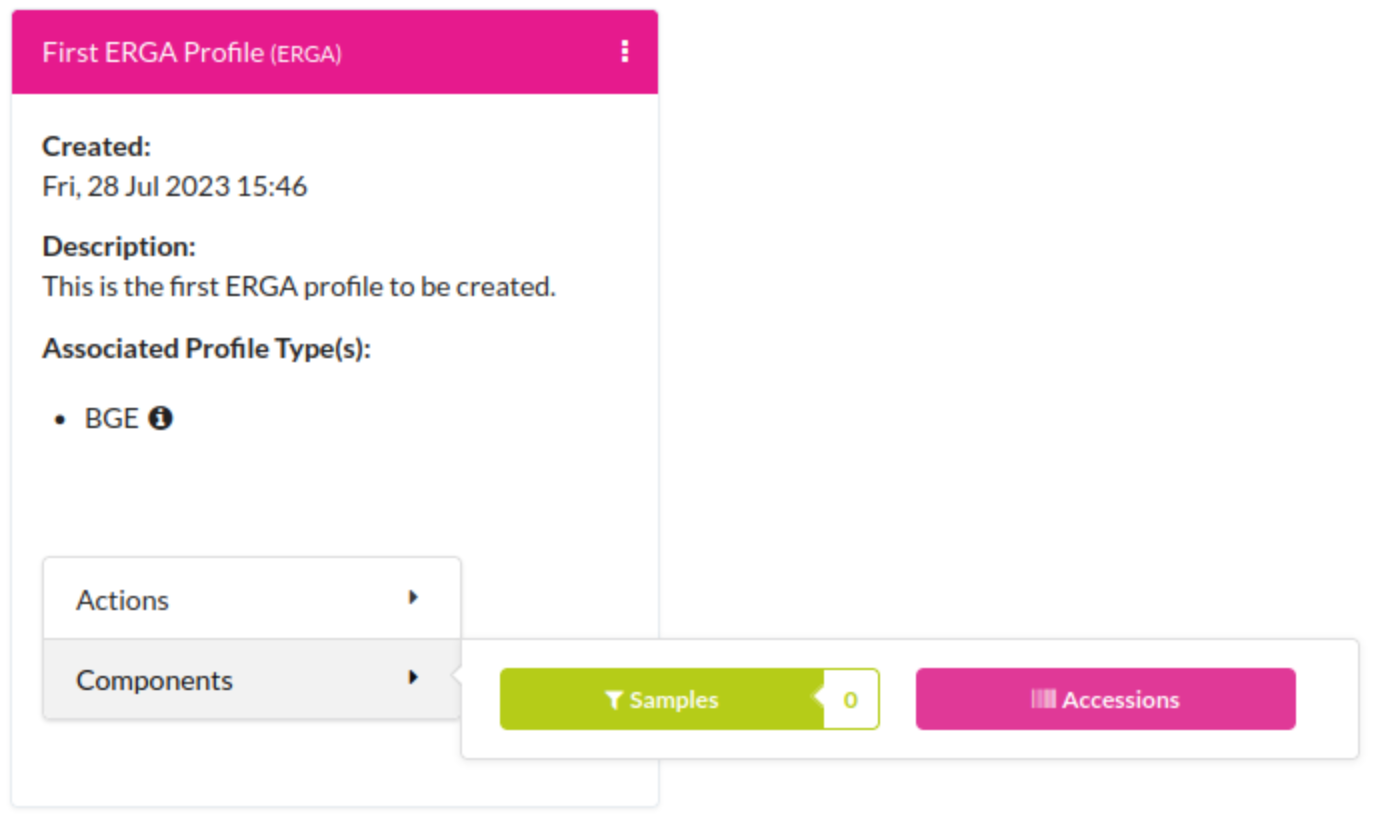 First ERGA Profile (ERGA)
Created:
Fri, 28 Jul 2023 15:46
Description:
This is the first ERGA profile to be created.
Associated Profile Type(s):
• BGE
Actions
Components
Samples 0
Accessions